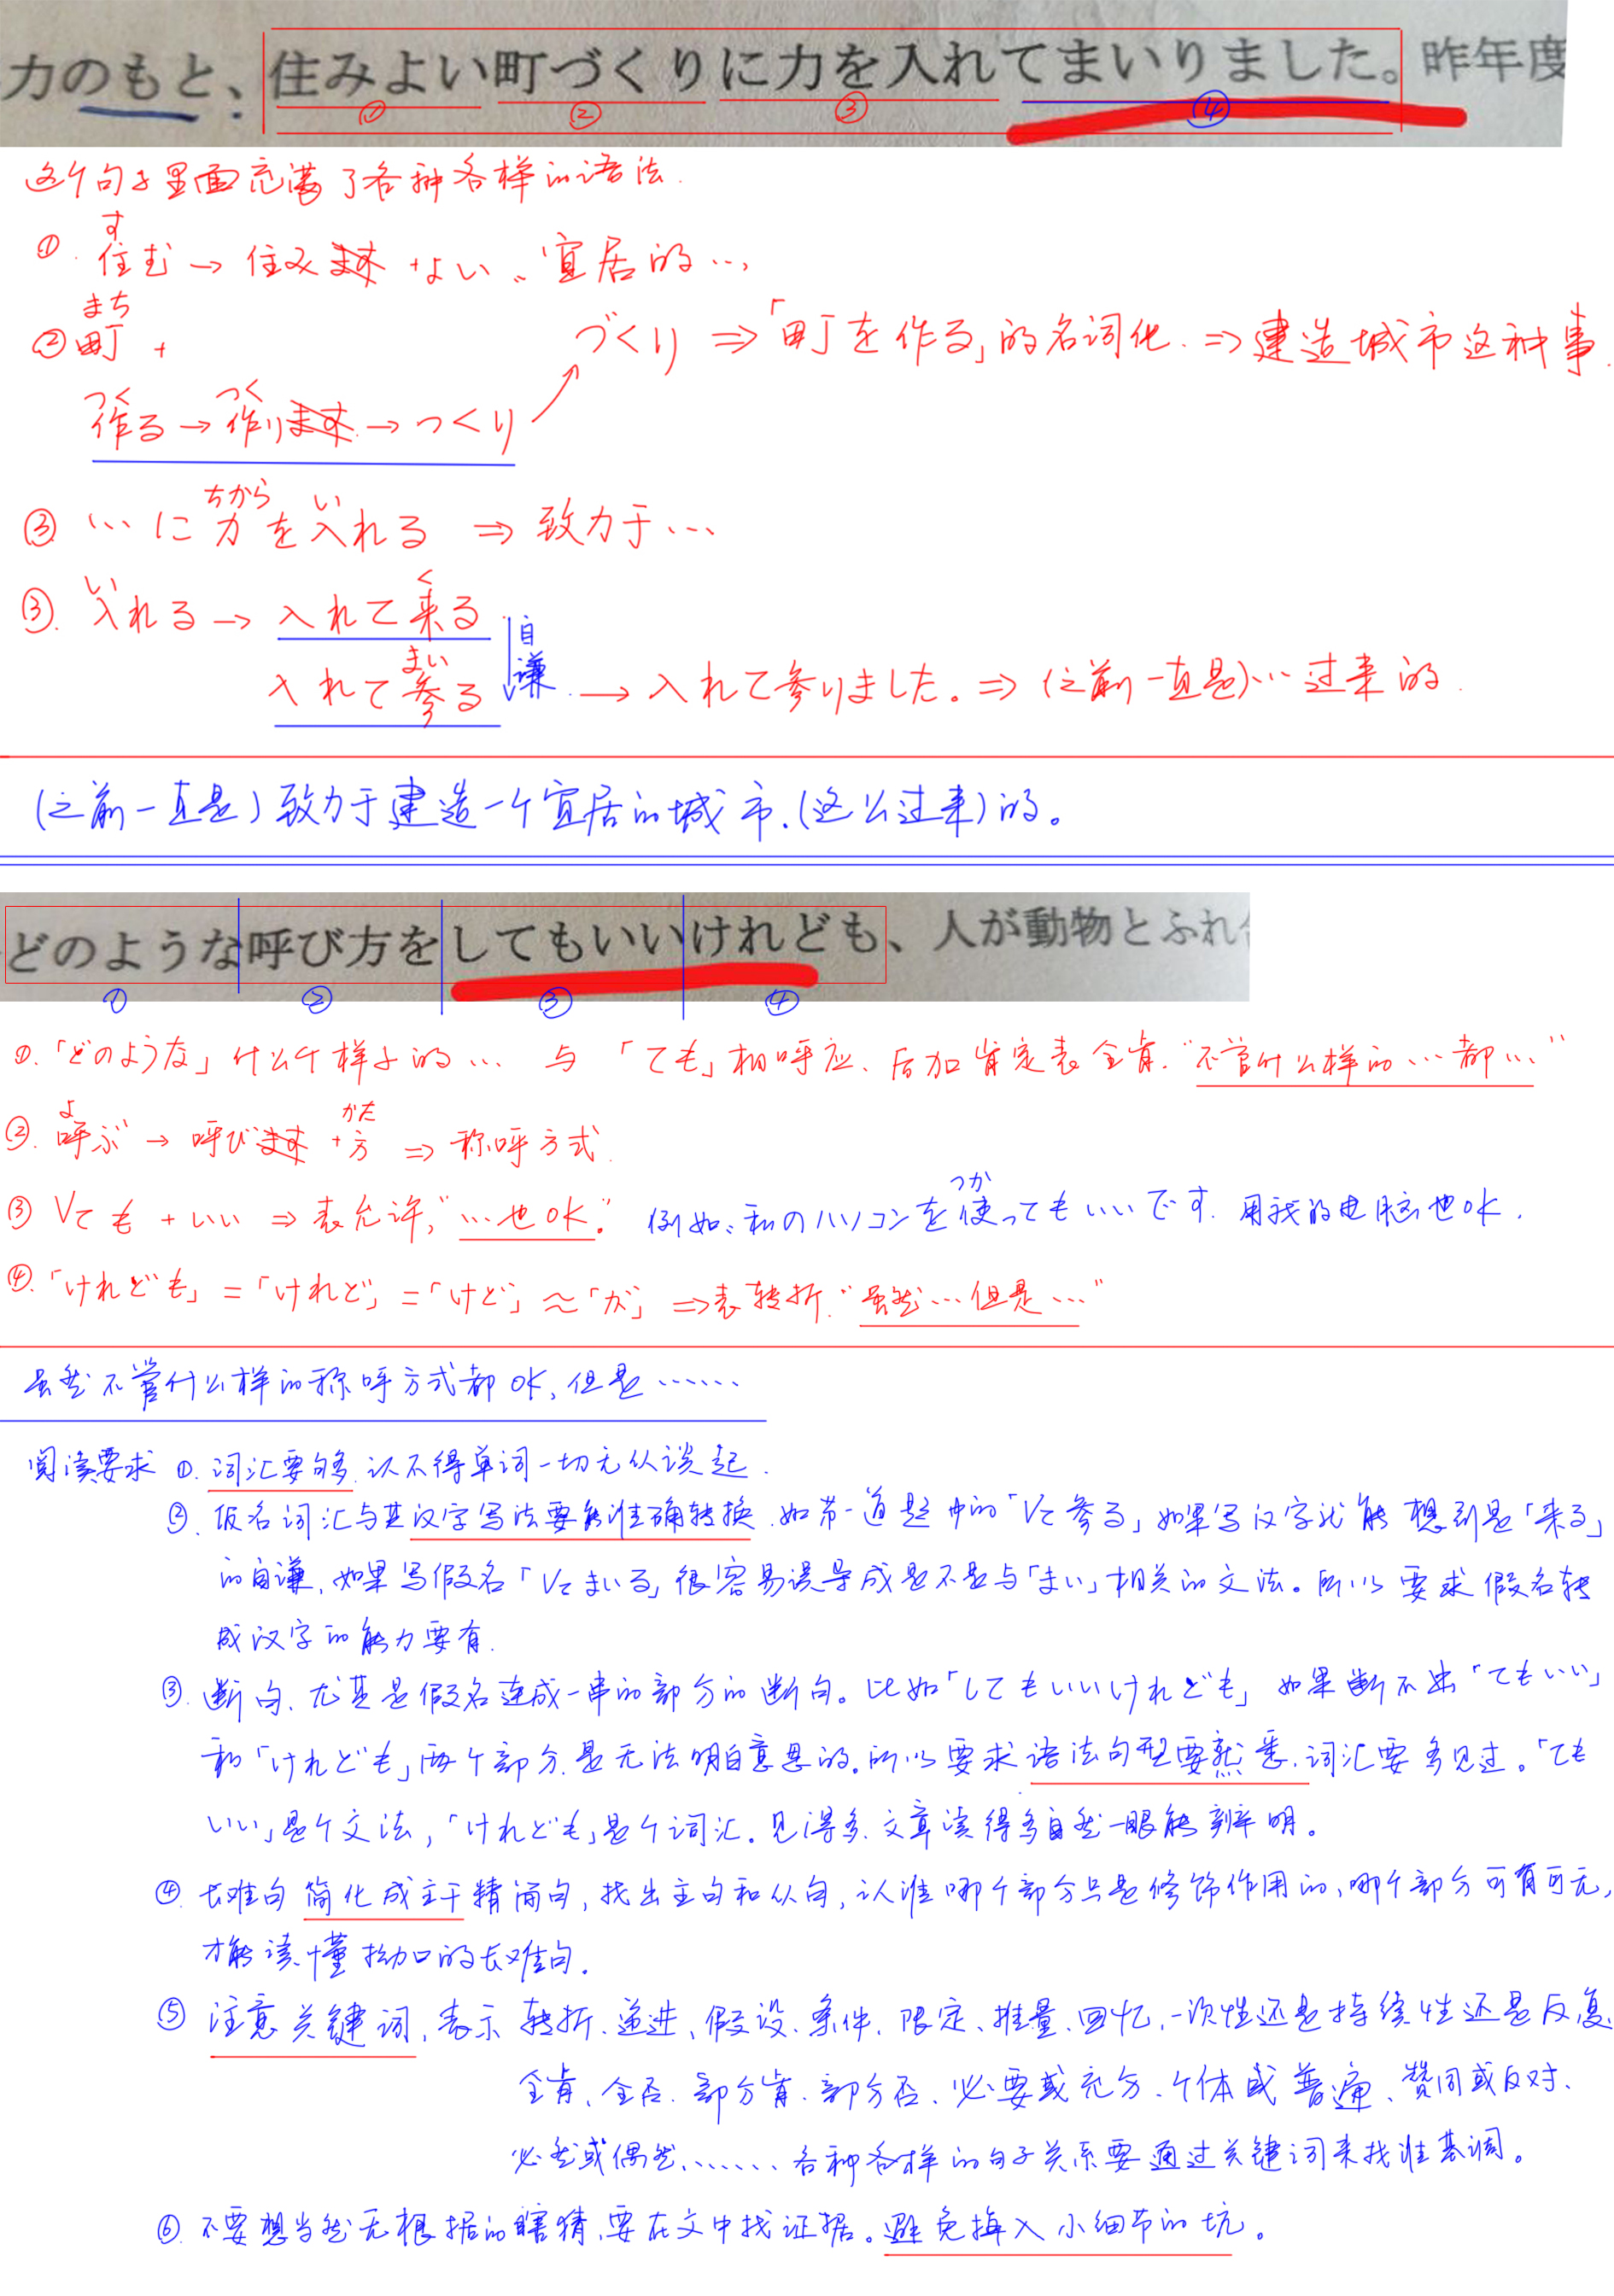 力のもと、住みよい町づくりに力を入れてまいりました。昨年度
① ② ③ ④
这个句子里面充满了各种各样的语法.
す
①. 住む→住みます+よい、宜居的…,
まち
②町+ づくり⇒「町を作る」的名词化.⇒建造城市这种事.
つく つく
作る→作ります→つくり
ちから い
③ …に力を入れる ⇒ 致力于…
い く
③. 入れる→入れて来る 自谦
まい
入れて参る →入れて参りました。⇒(之前一直是)…过来的.
(之前一直是)致力于建造一个宜居的城市.(这么过来)的。
どのような呼び方をしてもいいけれども、人が動物とふれ
① ② ③ ④
①.「どのような」什么个样子的… 与「ても」相呼应、后加肯定表全肯.“不管什么样的…都…”
よ かた
②. 呼ぶ→呼びます+方 ⇒ 称呼方式.
つか
③ Vても+いい ⇒表允许,“…也OK.” 例如:私のパソコンを使ってもいいです. 用我的电脑也OK.
④.「けれども」=「けれど」=「けど」≈「が」⇒表转折.“虽然…但是…”
虽然不管什么样的称呼方式都OK,但是……
阅读要求 ①. 词汇要够.认不得单词一切无从谈起.
②. 假名词汇与其汉字写法要能准确转换.如第一道题中的「Vて参る」如果写汉字就能想到是「来る」
的自谦,如果写假名「Vてまいる」很容易误导成是不是与「まい」相关的文法。所以要求假名转
成汉字的能力要有.
③. 断句、尤其是假名连成一串的部分的断句。比如「してもいいけれども」如果断不出「てもいい」
和「けれども」两个部分.是无法明白意思的.所以要求语法句型要熟悉.词汇要多见过。「ても
いい」是个文法,「けれども」是个词汇.见得多.文章读得多自然一眼能辨明。
④ 长难句简化成主干精简句,找出主句和从句,认准哪个部分只是修饰作用的,哪个部分可有可无,
才能读懂拗口的长难句.
⑤ 注意关键词,表示转折、递进、假设、条件、限定、推量、回忆,一次性还是持续性还是反复.
全肯、全否.部分肯.部分否、必要或充分、个体或普遍、赞同或反对、
必然或偶然、……各种各样的句子关系要通过关键词来找准基调。
⑥ 不要想当然无根据的瞎猜、要在文中找证据。避免掉入小细节的坑。